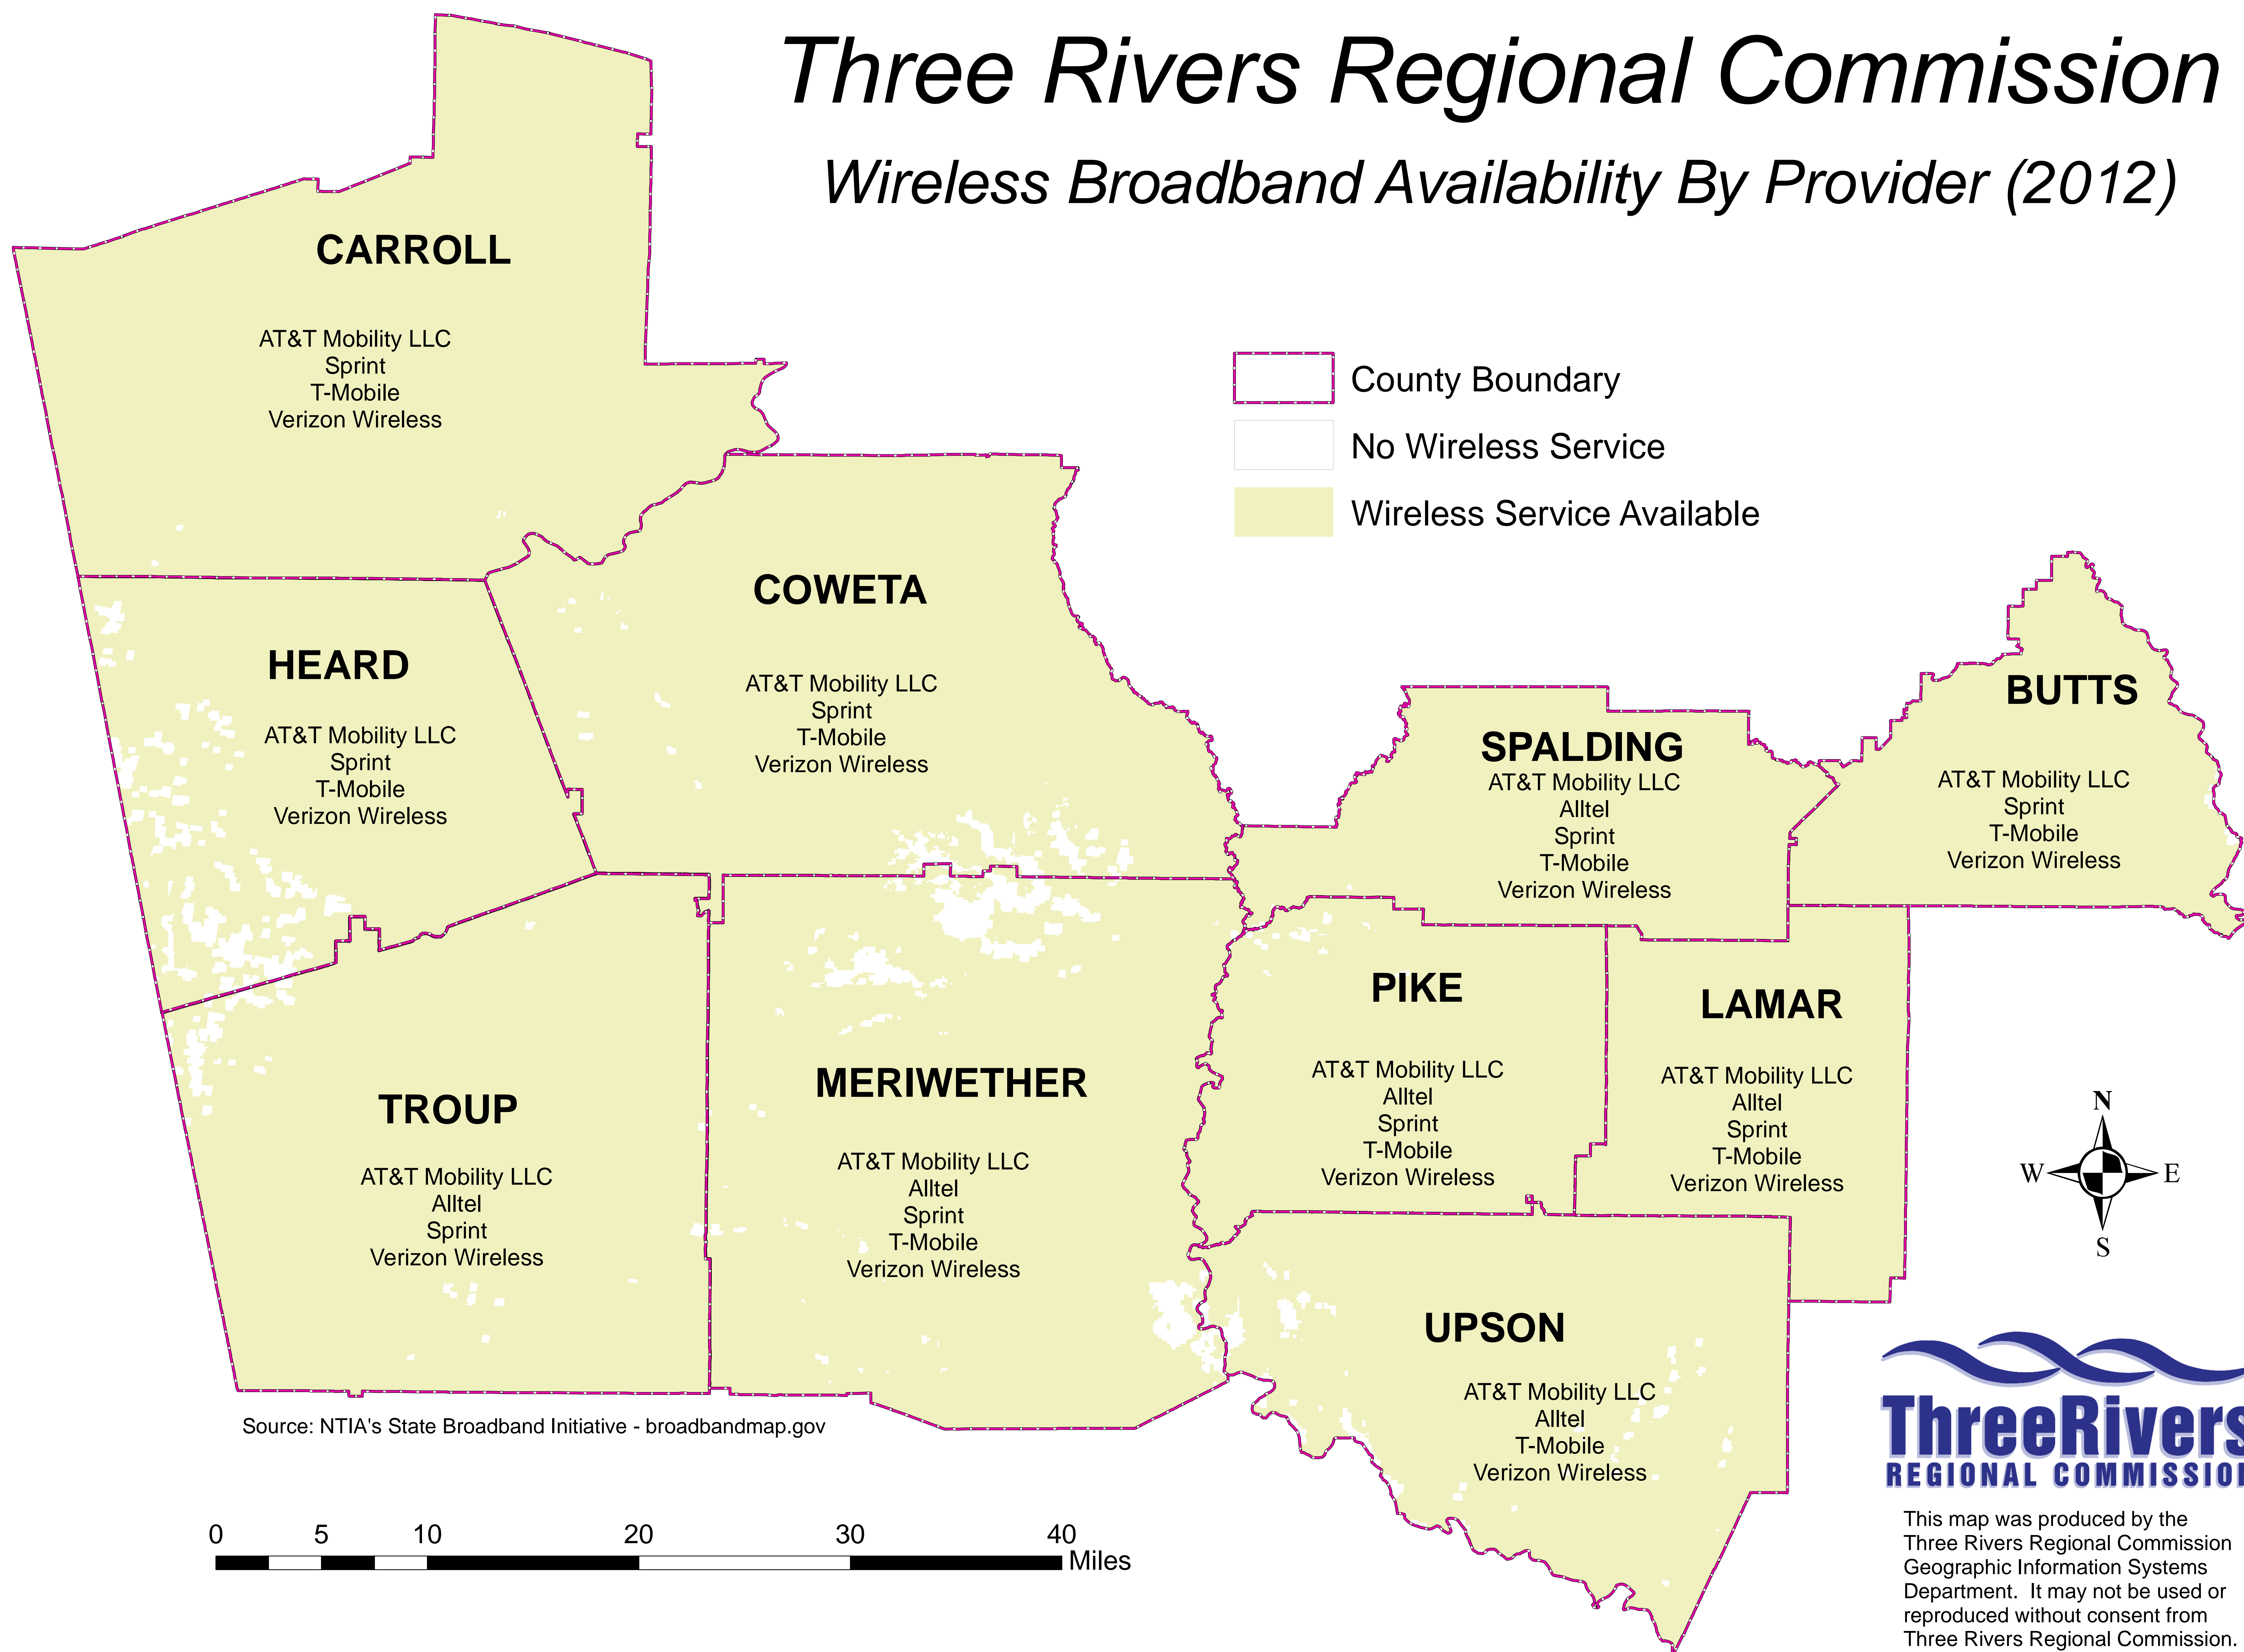 Three Rivers Regional Commission
Wireless Broadband Availability By Provider (2012)
CARROLL
AT&T Mobility LLC
Sprint
T-Mobile
Verizon Wireless
County Boundary
No Wireless Service
Wireless Service Available
COWETA
AT&T Mobility LLC
Sprint
T-Mobile
Verizon Wireless
HEARD
AT&T Mobility LLC
Sprint
T-Mobile
Verizon Wireless
BUTTS
AT&T Mobility LLC
Sprint
T-Mobile
Verizon Wireless
SPALDING
AT&T Mobility LLC
Alltel
Sprint
T-Mobile
Verizon Wireless
PIKE
AT&T Mobility LLC
Alltel
Sprint
T-Mobile
Verizon Wireless
LAMAR
AT&T Mobility LLC
Alltel
Sprint
T-Mobile
Verizon Wireless
MERIWETHER
AT&T Mobility LLC
Alltel
Sprint
T-Mobile
Verizon Wireless
TROUP
AT&T Mobility LLC
Alltel
Sprint
Verizon Wireless
UPSON
AT&T Mobility LLC
Alltel
T-Mobile
Verizon Wireless
N
W E
S
Source: NTIA's State Broadband Initiative - broadbandmap.gov
0 5 10 20 30 40
Miles
ThreeRivers
REGIONAL COMMISSION
This map was produced by the
Three Rivers Regional Commission
Geographic Information Systems
Department. It may not be used or
reproduced without consent from
Three Rivers Regional Commission.